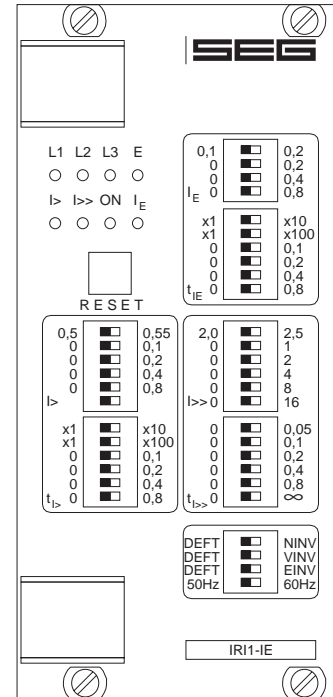 SEG
L1 L2 L3 E
I> I>> ON IE
RESET
0,1 0,2
0 0,2
0 0,4
IE 0 0,8
x1 x10
x1 x100
0 0,1
0 0,2
0 0,4
tIE 0 0,8
0,5 0,55
0 0,1
0 0,2
0 0,4
0 0,8
I>
x1 x10
x1 x100
0 0,1
0 0,2
0 0,4
tI> 0 0,8
2,0 2,5
0 1
0 2
0 4
0 8
I>> 0 16
0 0,05
0 0,1
0 0,2
0 0,4
0 0,8
tI>> 0 ∞
DEFT NINV
DEFT VINV
DEFT EINV
50Hz 60Hz
IRI1-IE